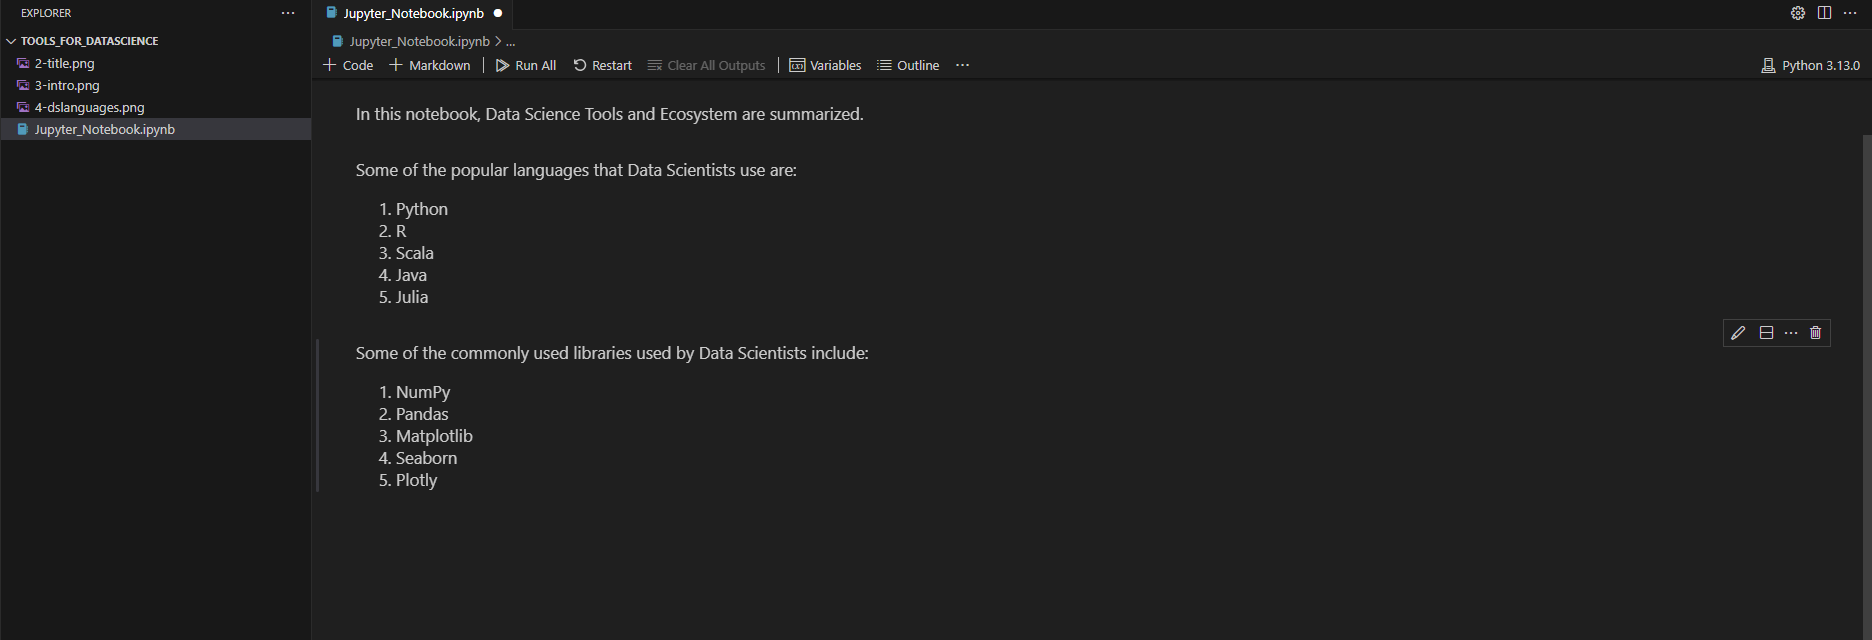 EXPLORER
TOOLS_FOR_DATASCIENCE
2-title.png
3-intro.png
4-dslanguages.png
Jupyter_Notebook.ipynb
Jupyter_Notebook.ipynb
Jupyter_Notebook.ipynb > ...
+ Code + Markdown | Run All Restart Clear All Outputs | Variables Outline ... Python 3.13.0
In this notebook, Data Science Tools and Ecosystem are summarized.
Some of the popular languages that Data Scientists use are:
1. Python
2. R
3. Scala
4. Java
5. Julia
Some of the commonly used libraries used by Data Scientists include:
1. NumPy
2. Pandas
3. Matplotlib
4. Seaborn
5. Plotly